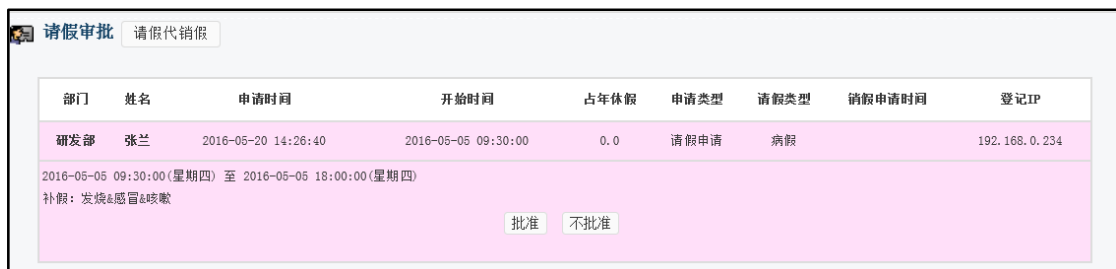 请假审批 请假代销假
部门 姓名 申请时间 开始时间 占年休假 申请类型 请假类型 销假申请时间 登记IP
研发部 张兰 2016-05-20 14:26:40 2016-05-05 09:30:00 0.0 请假申请 病假 192.168.0.234
2016-05-05 09:30:00(星期四) 至 2016-05-05 18:00:00(星期四)
补假：发烧&感冒&咳嗽
批准 不批准